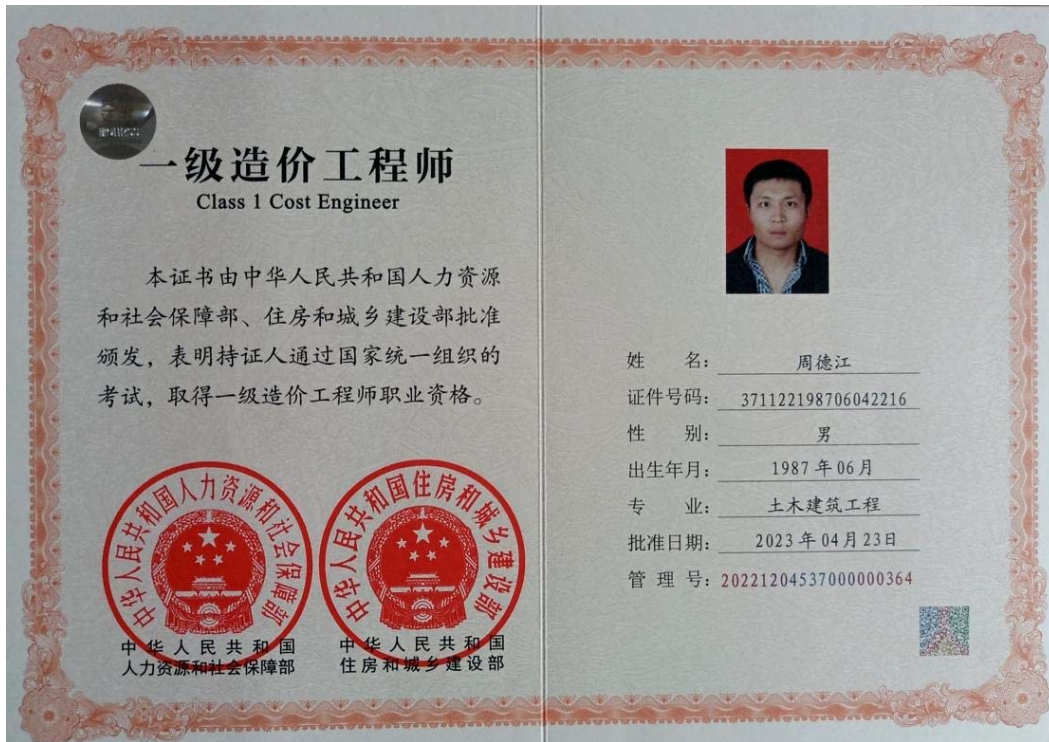 一级造价工程师
Class 1 Cost Engineer
本证书由中华人民共和国人力资源
和社会保障部、住房和城乡建设部批准
颁发，表明持证人通过国家统一组织的
考试，取得一级造价工程师职业资格。
中华人民共和国人力资源和社会保障部
中华人民共和国住房和城乡建设部
中华人民共和国
人力资源和社会保障部
中华人民共和国
住房和城乡建设部
姓 名：周德江
证件号码：371122198706042216
性 别：男
出生年月：1987年06月
专 业：土木建筑工程
批准日期：2023年04月23日
管 理 号：20221204537000000364